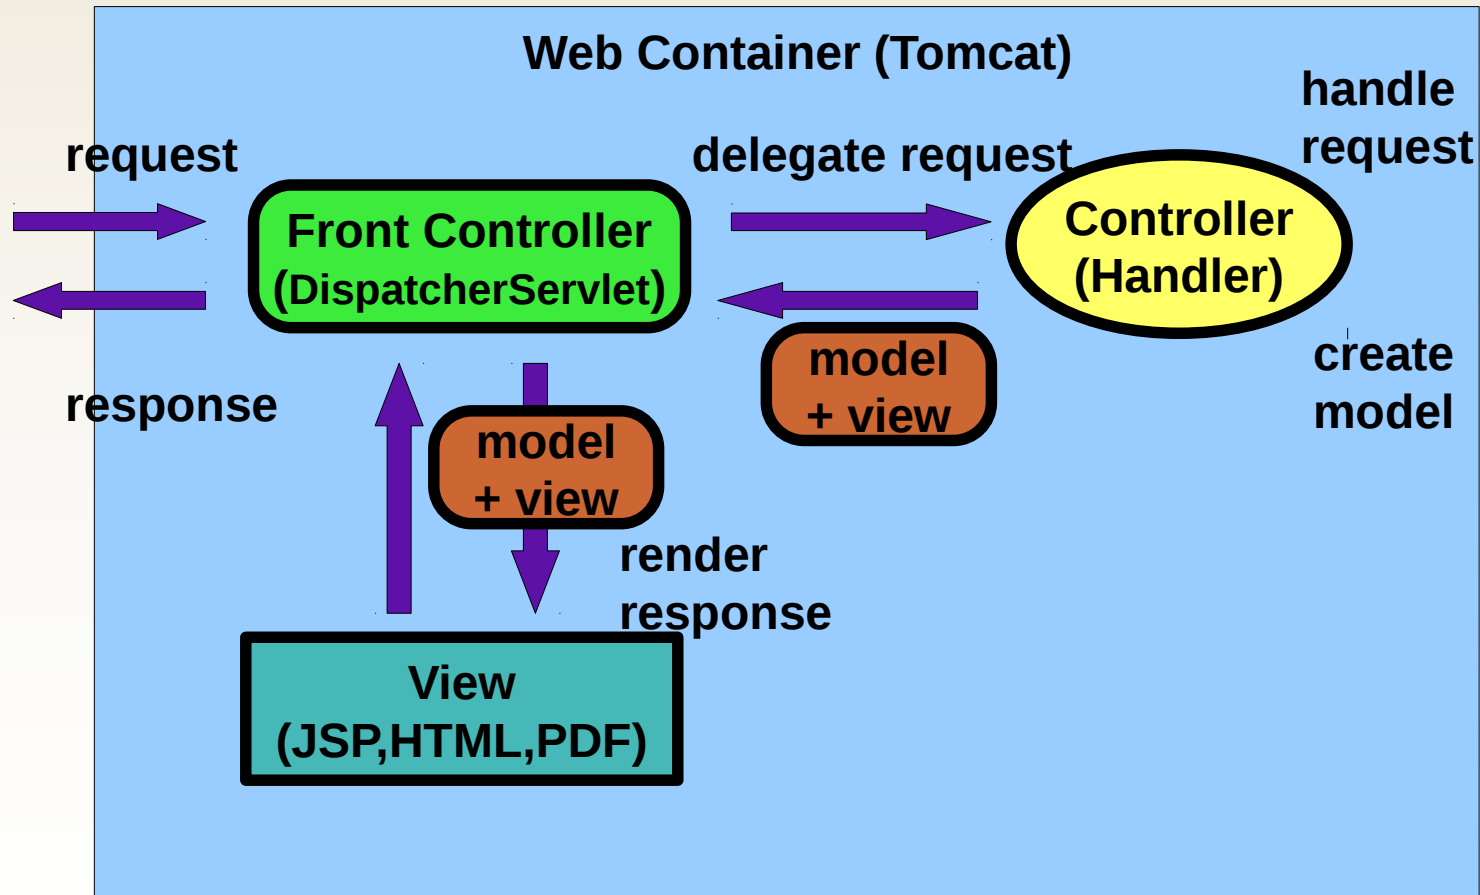 Web Container (Tomcat)
handle
request
request
delegate request
Front Controller
(DispatcherServlet)
Controller
(Handler)
model
+ view
create
model
response
model
+ view
render
response
View
(JSP,HTML,PDF)